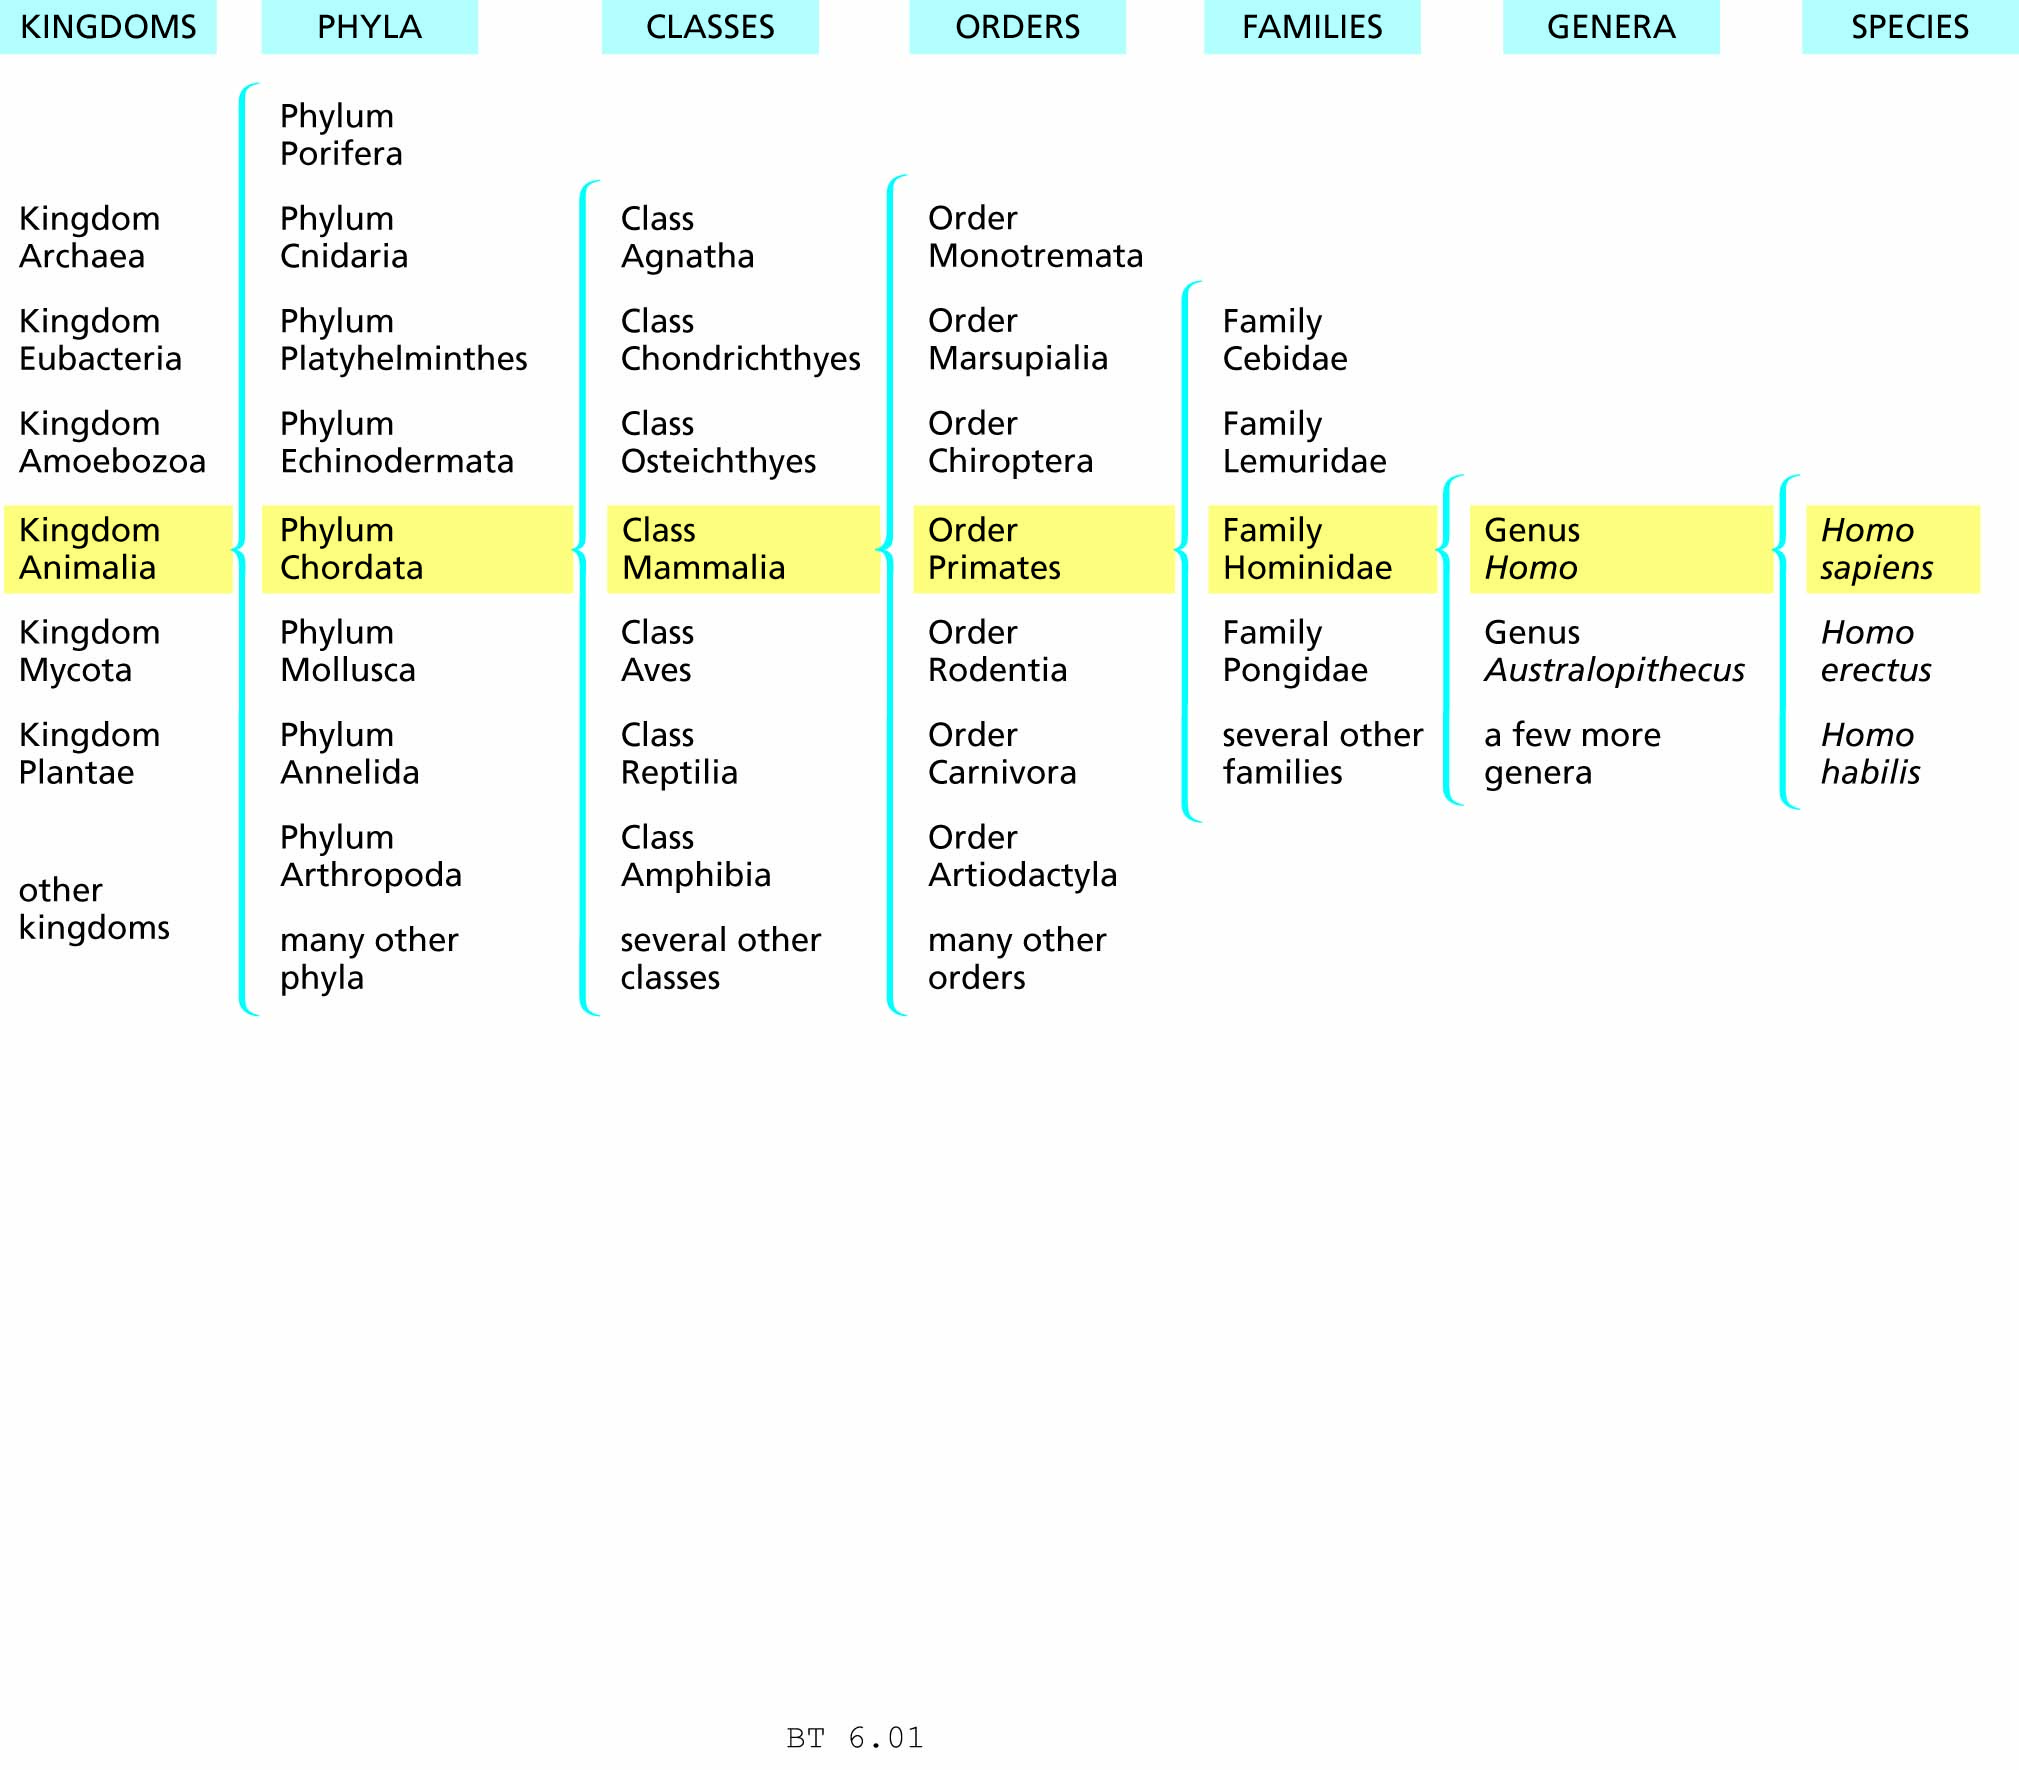 KINGDOMS
PHYLA
CLASSES
ORDERS
FAMILIES
GENERA
SPECIES
Kingdom
Archaea
Kingdom
Eubacteria
Kingdom
Amoebozoa
Kingdom
Animalia
Kingdom
Mycota
Kingdom
Plantae
other
kingdoms
Phylum
Porifera
Phylum
Cnidaria
Phylum
Platyhelminthes
Phylum
Echinodermata
Phylum
Chordata
Phylum
Mollusca
Phylum
Annelida
Phylum
Arthropoda
many other
phyla
Class
Agnatha
Class
Chondrichthyes
Class
Osteichthyes
Class
Mammalia
Class
Aves
Class
Reptilia
Class
Amphibia
several other
classes
Order
Monotremata
Order
Marsupialia
Order
Chiroptera
Order
Primates
Order
Rodentia
Order
Carnivora
Order
Artiodactyla
many other
orders
Family
Cebidae
Family
Lemuridae
Family
Hominidae
Family
Pongidae
several other
families
Genus
Homo
Genus
Australopithecus
a few more
genera
Homo
sapiens
Homo
erectus
Homo
habilis
BT 6.01